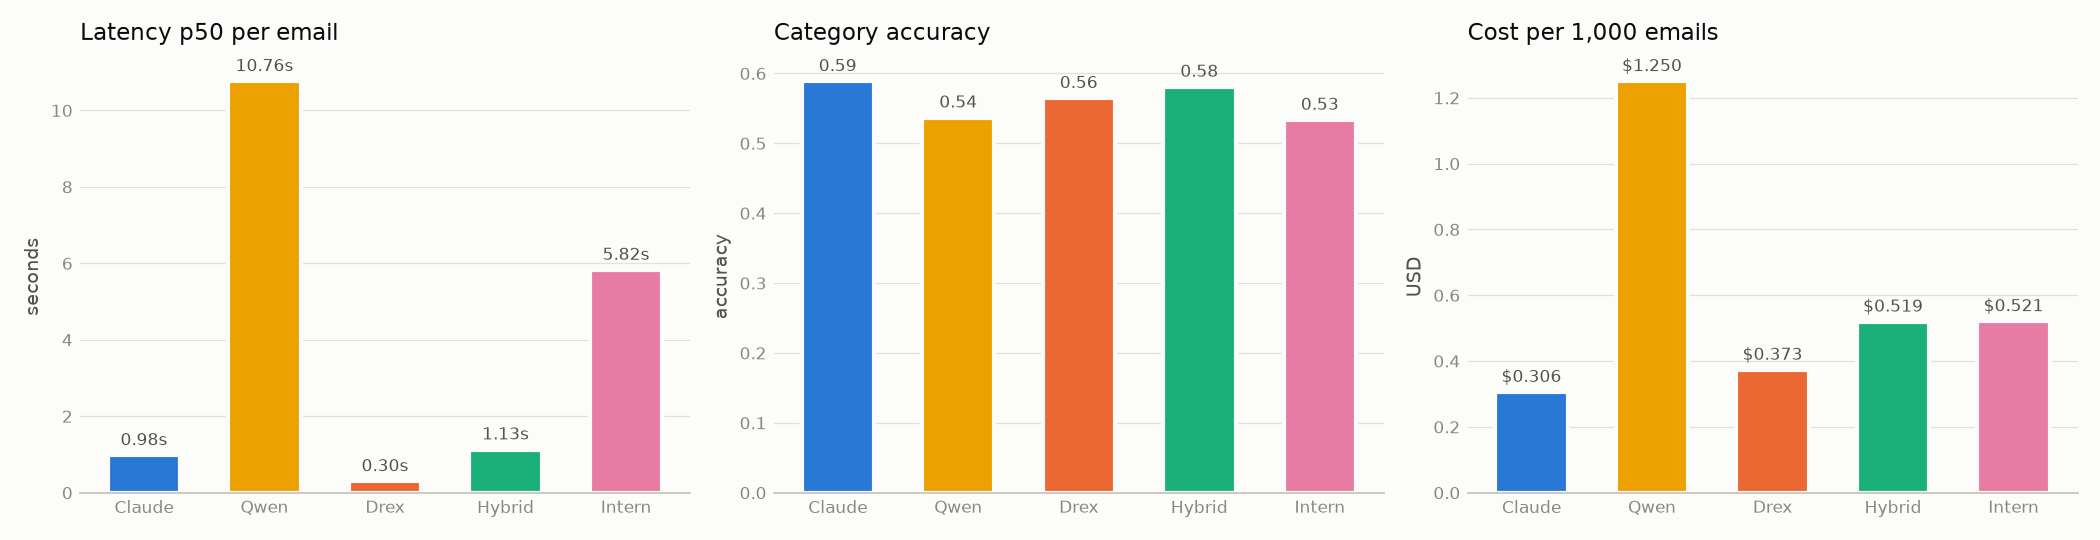 Latency p50 per email
10.76s
10
8
6
4
2
0
seconds
0.98s
0.30s
1.13s
5.82s
Claude
Qwen
Drex
Hybrid
Intern
Category accuracy
0.6
0.5
0.4
0.3
0.2
0.1
0.0
accuracy
0.59
0.54
0.56
0.58
0.53
Claude
Qwen
Drex
Hybrid
Intern
Cost per 1,000 emails
1.2
1.0
0.8
0.6
0.4
0.2
0.0
USD
$0.306
$1.250
$0.373
$0.519
$0.521
Claude
Qwen
Drex
Hybrid
Intern